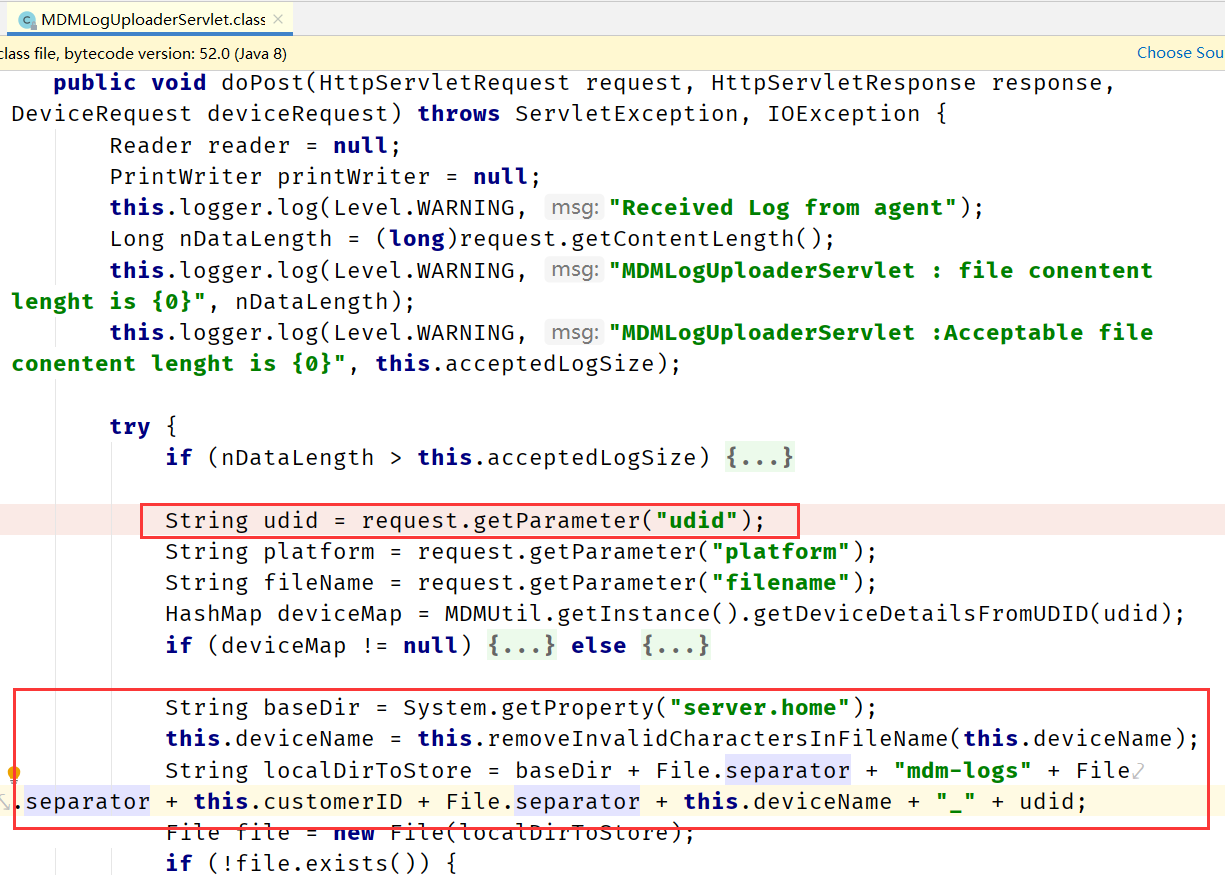 MDMLogUploaderServlet.class
class file, bytecode version: 52.0 (Java 8) Choose Sou
public void doPost(HttpServletRequest request, HttpServletResponse response,
DeviceRequest deviceRequest) throws ServletException, IOException {
Reader reader = null;
PrintWriter printWriter = null;
this.logger.log(Level.WARNING, msg: "Received Log from agent");
Long nDataLength = (long)request.getContentLength();
this.logger.log(Level.WARNING, msg: "MDMLogUploaderServlet : file conentent
lenght is {0}", nDataLength);
this.logger.log(Level.WARNING, msg: "MDMLogUploaderServlet :Acceptable file
conentent lenght is {0}", this.acceptedLogSize);
try {
if (nDataLength > this.acceptedLogSize) {...}
String udid = request.getParameter("udid");
String platform = request.getParameter("platform");
String fileName = request.getParameter("filename");
HashMap deviceMap = MDMUtil.getInstance().getDeviceDetailsFromUDID(udid);
if (deviceMap != null) {...} else {...}
String baseDir = System.getProperty("server.home");
this.deviceName = this.removeInvalidCharactersInFileName(this.deviceName);
String localDirToStore = baseDir + File.separator + "mdm-logs" + File
.separator + this.customerID + File.separator + this.deviceName + "_" + udid;
File file = new File(localDirToStore);
if (!file.exists()) {